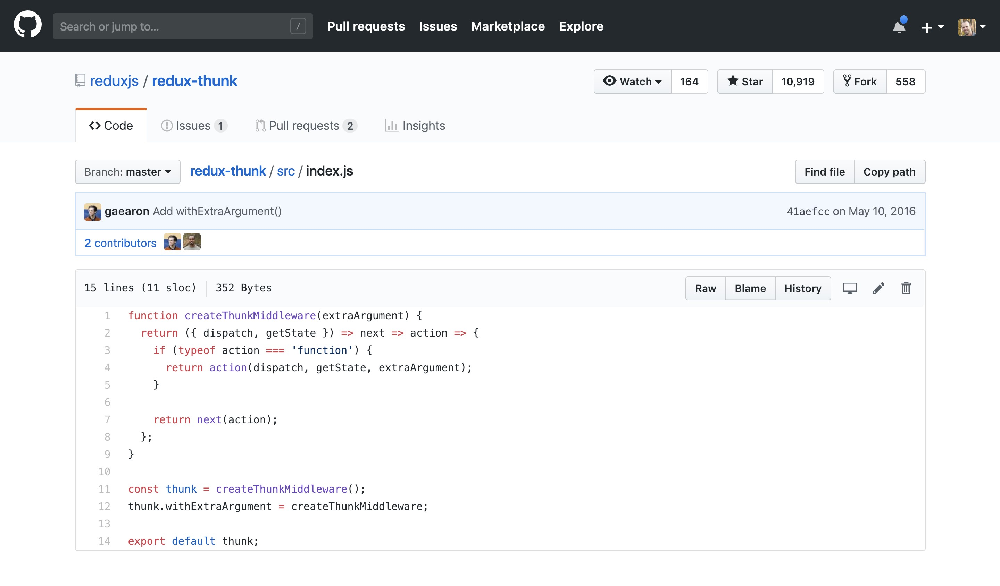 Search or jump to... /
Pull requests Issues Marketplace Explore
reduxjs / redux-thunk
Watch 164 Star 10,919 Fork 558
Code Issues 1 Pull requests 2 Insights
Branch: master redux-thunk / src / index.js Find file Copy path
gaearon Add withExtraArgument() 41aefcc on May 10, 2016
2 contributors
15 lines (11 sloc) 352 Bytes Raw Blame History
1 function createThunkMiddleware(extraArgument) {
2   return ({ dispatch, getState }) => next => action => {
3     if (typeof action === 'function') {
4       return action(dispatch, getState, extraArgument);
5     }
6
7     return next(action);
8   };
9 }
10
11 const thunk = createThunkMiddleware();
12 thunk.withExtraArgument = createThunkMiddleware;
13
14 export default thunk;